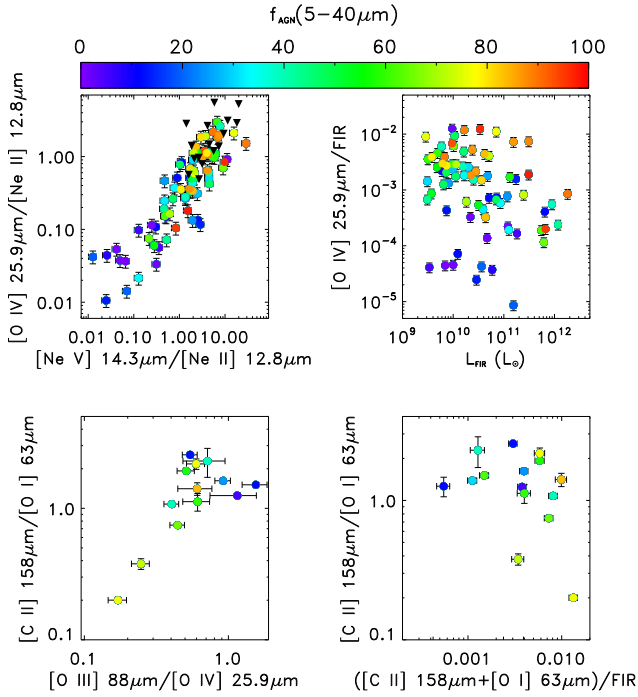 f_AGN(5−40μm)
0 20 40 60 80 100
[O IV] 25.9μm/[Ne II] 12.8μm
1.00
0.10
0.01
0.01 0.10 1.00 10.00
[Ne V] 14.3μm/[Ne II] 12.8μm
[O IV] 25.9μm/FIR
10^−2
10^−3
10^−4
10^−5
10^9 10^10 10^11 10^12
L_FIR (L_⊙)
[C II] 158μm/[O I] 63μm
1.0
0.1
0.1 1.0
[O III] 88μm/[O IV] 25.9μm
[C II] 158μm/[O I] 63μm
1.0
0.1
0.001 0.010
([C II] 158μm+[O I] 63μm)/FIR